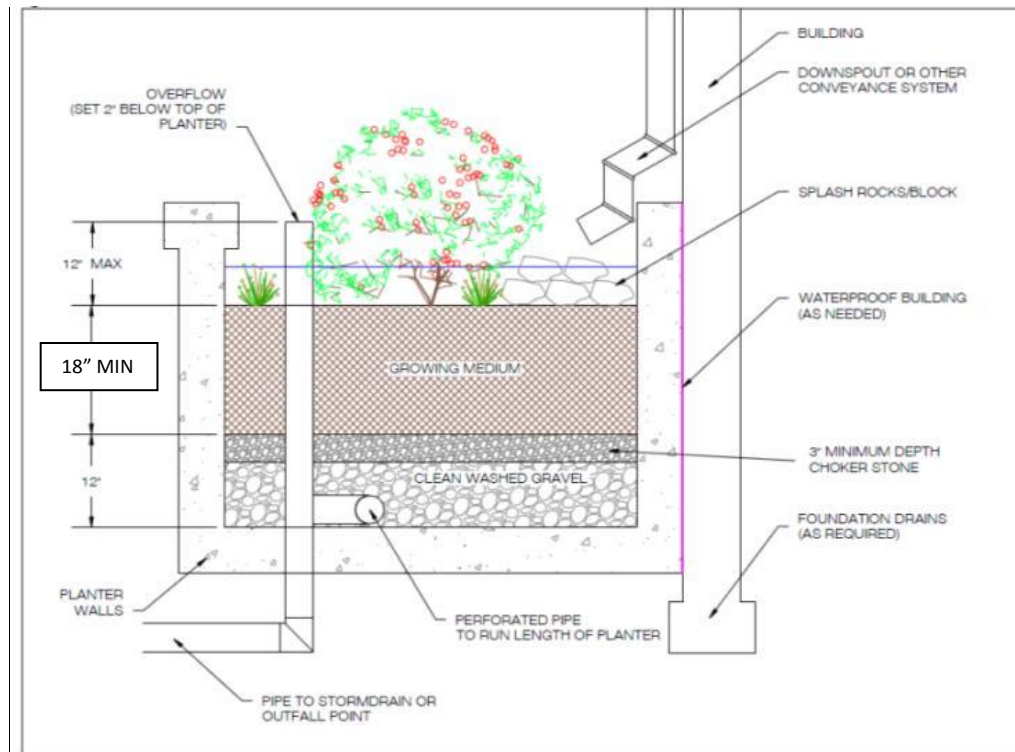 BUILDING
DOWNSPOUT OR OTHER
CONVEYANCE SYSTEM
OVERFLOW
(SET 2" BELOW TOP OF
PLANTER)
SPLASH ROCKS/BLOCK
12" MAX
WATERPROOF BUILDING
(AS NEEDED)
18” MIN
GROWING MEDIUM
3" MINIMUM DEPTH
CHOKER STONE
12"
CLEAN WASHED GRAVEL
FOUNDATION DRAINS
(AS REQUIRED)
PLANTER
WALLS
PERFORATED PIPE
TO RUN LENGTH OF PLANTER
PIPE TO STORMDRAIN OR
OUTFALL POINT